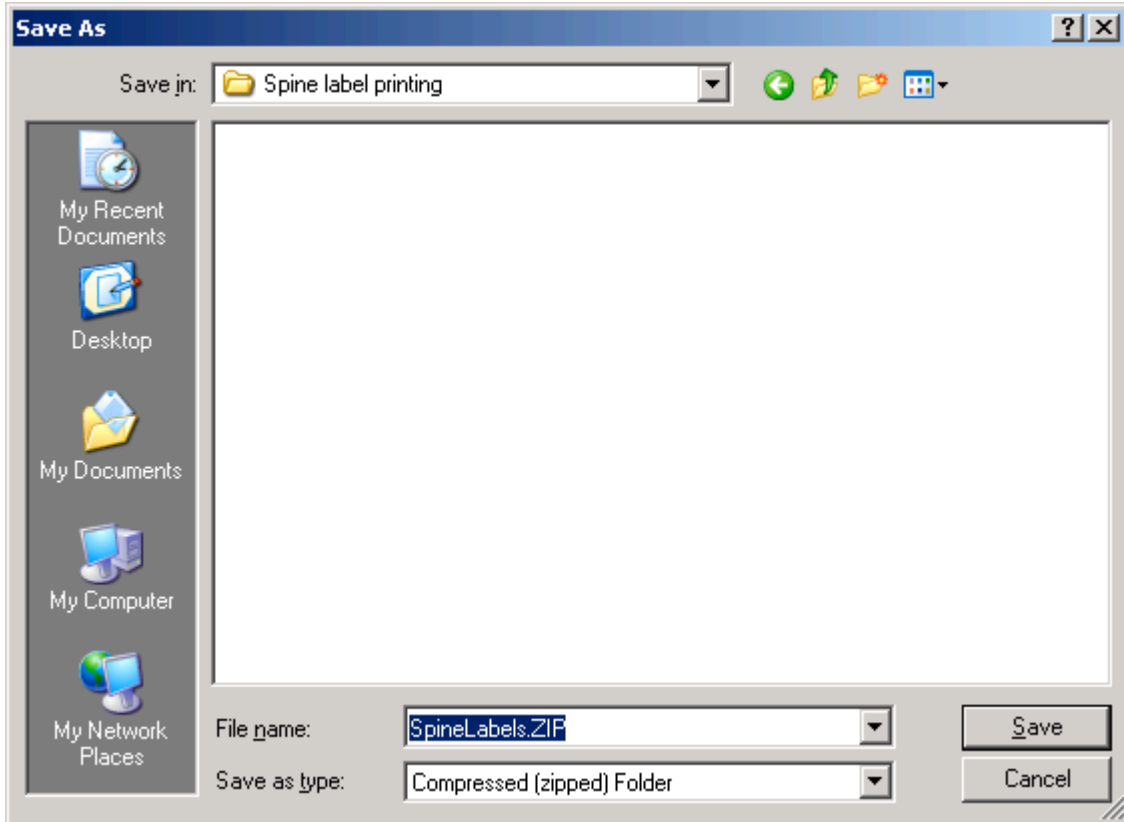 Save As
Save in:
Spine label printing
My Recent
Documents
Desktop
My Documents
My Computer
My Network
Places
File name:
SpineLabels.ZIP
Save
Save as type:
Compressed (zipped) Folder
Cancel